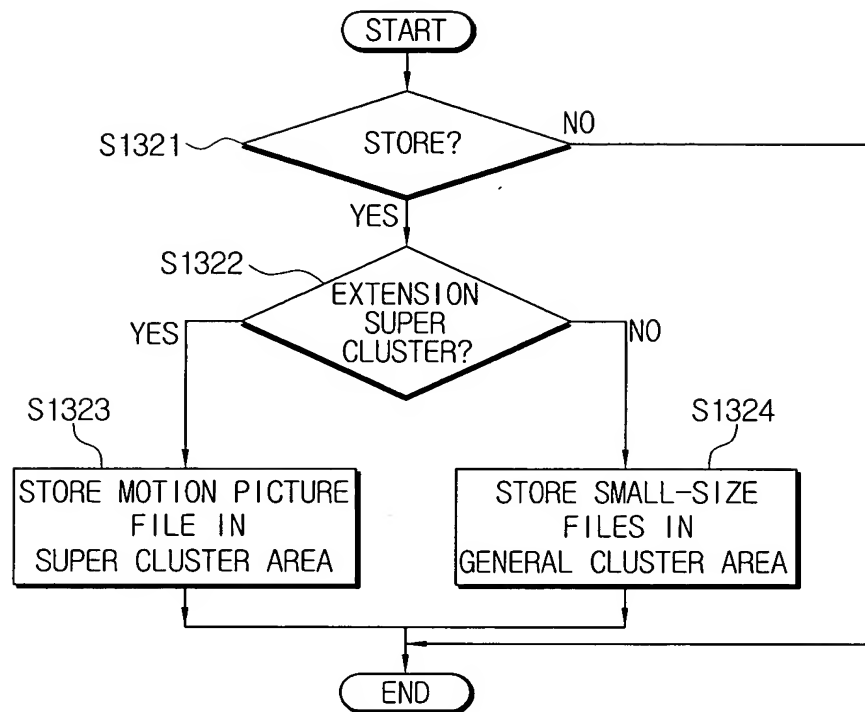 START
S1321
STORE?
NO
YES
S1322
EXTENSION
SUPER
CLUSTER?
YES
NO
S1323
S1324
STORE MOTION PICTURE
FILE IN
SUPER CLUSTER AREA
STORE SMALL-SIZE
FILES IN
GENERAL CLUSTER AREA
END